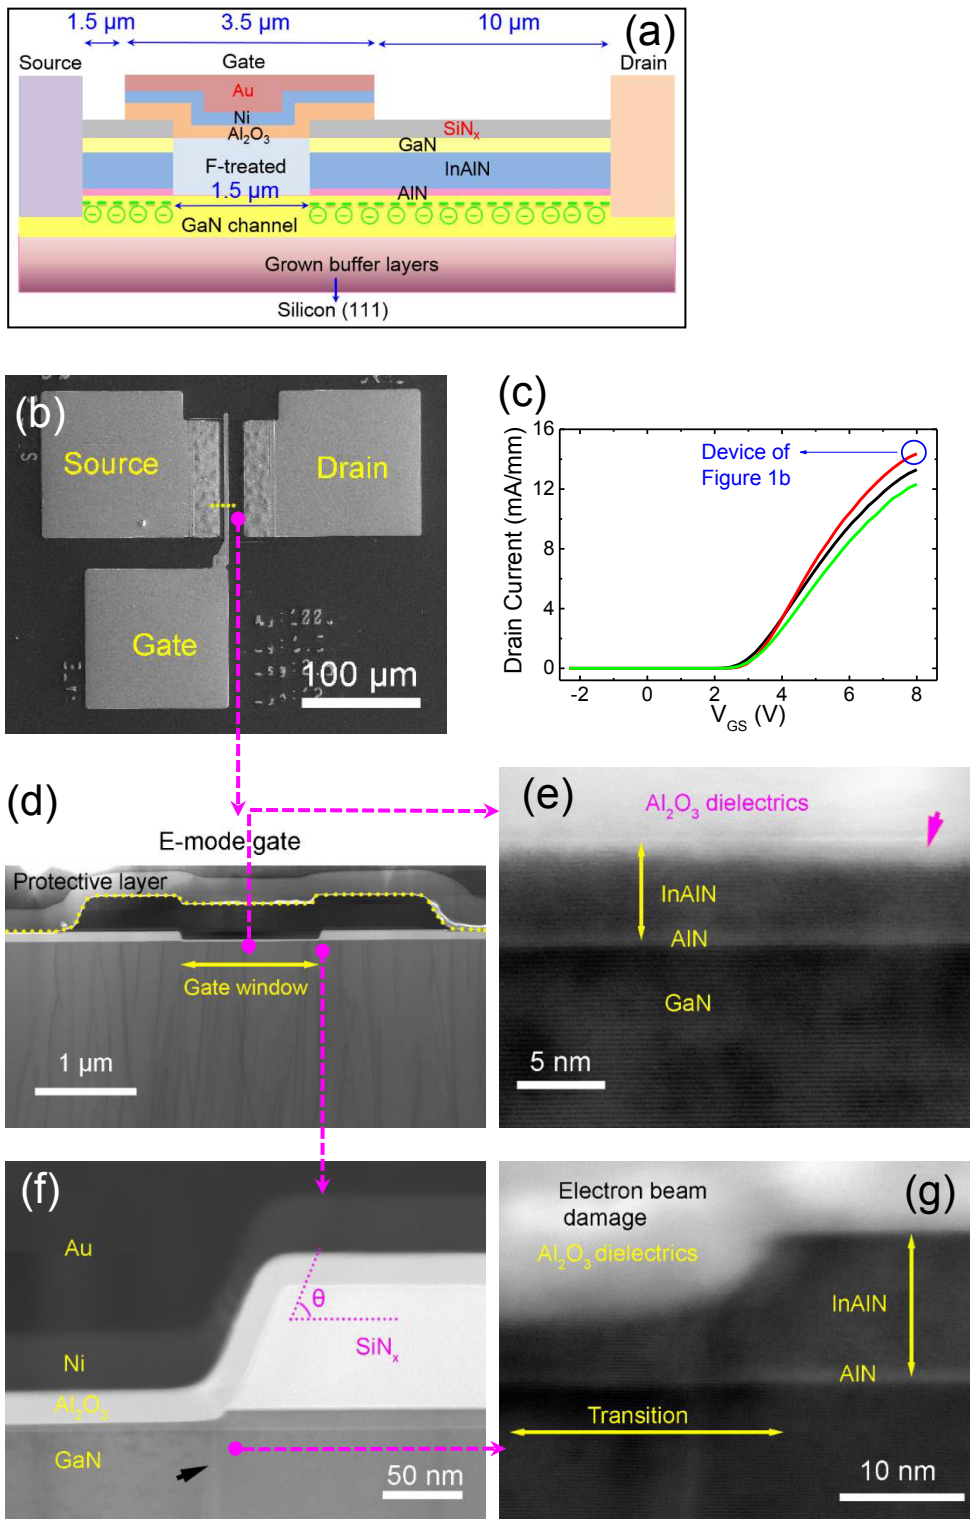 (a)
1.5 µm 3.5 µm 10 µm
Source Gate Drain
Au
Ni
Al₂O₃
SiNₓ
GaN
F-treated
InAlN
1.5 µm
AlN
GaN channel
Grown buffer layers
Silicon (111)
(b)
Source
Drain
Gate
100 µm
(c)
Drain Current (mA/mm)
16
12
8
4
0
Device of
Figure 1b
-2 0 2 4 6 8
V_GS (V)
(d)
E-mode gate
Protective layer
Gate window
1 µm
(e)
Al₂O₃ dielectrics
InAlN
AlN
GaN
5 nm
(f)
Au
θ
SiNₓ
Ni
Al₂O₃
GaN
50 nm
(g)
Electron beam
damage
Al₂O₃ dielectrics
InAlN
AlN
Transition
10 nm